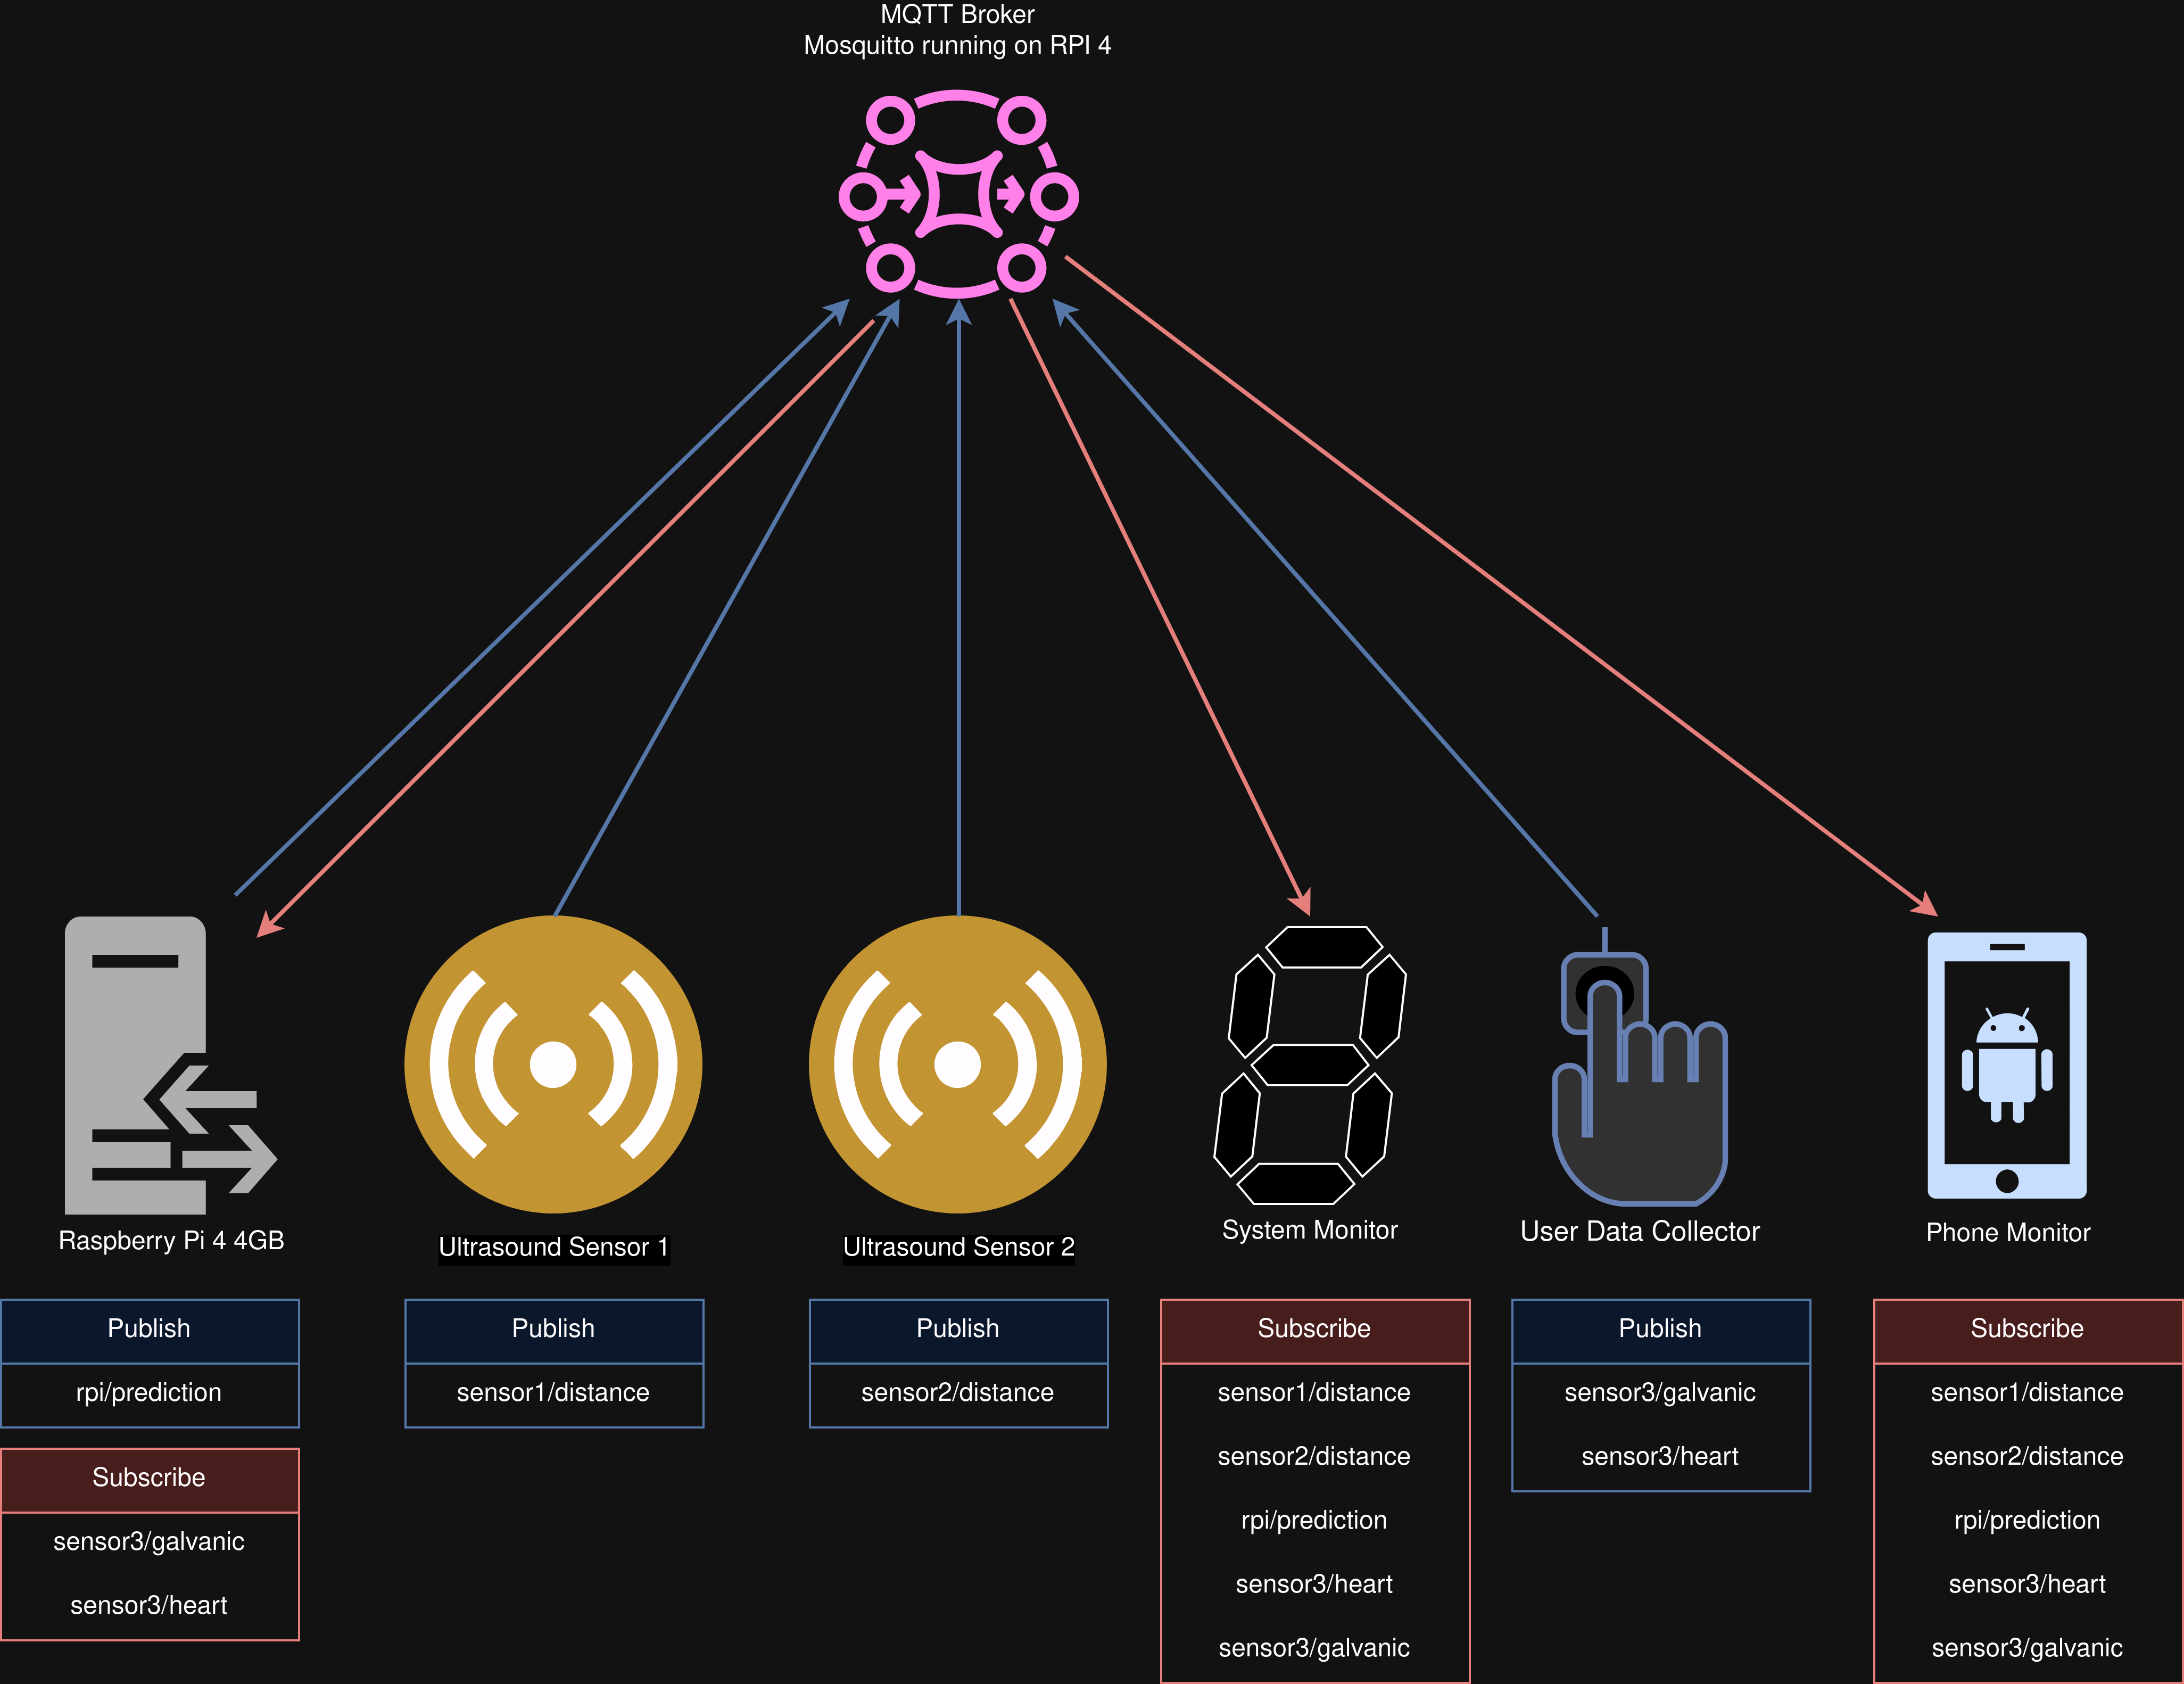 MQTT Broker
Mosquitto running on RPI 4
Raspberry Pi 4 4GB
Ultrasound Sensor 1
Ultrasound Sensor 2
System Monitor
User Data Collector
Phone Monitor
Publish
rpi/prediction
Subscribe
sensor3/galvanic
sensor3/heart
Publish
sensor1/distance
Publish
sensor2/distance
Subscribe
sensor1/distance
sensor2/distance
rpi/prediction
sensor3/heart
sensor3/galvanic
Publish
sensor3/galvanic
sensor3/heart
Subscribe
sensor1/distance
sensor2/distance
rpi/prediction
sensor3/heart
sensor3/galvanic